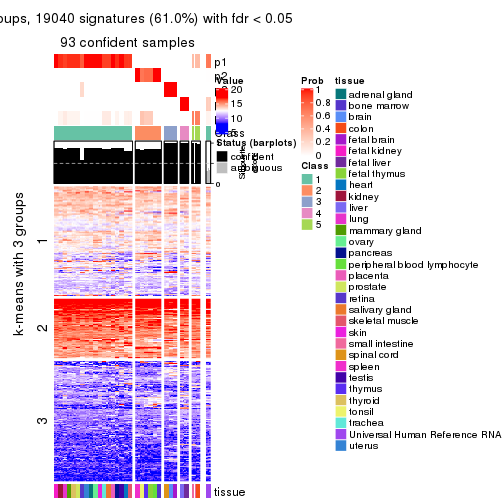 oups, 19040 signatures (61.0%) with fdr < 0.05
93 confident samples
p1
p2
Value
20
15
10
5
Class
Status (barplots)
confident
ambiguous
1
0
Prob
1
0.8
0.6
0.4
0.2
0
Class
1
2
3
4
5
tissue
adrenal gland
bone marrow
brain
colon
fetal brain
fetal kidney
fetal liver
fetal thymus
heart
kidney
liver
lung
mammary gland
ovary
pancreas
peripheral blood lymphocyte
placenta
prostate
retina
salivary gland
skeletal muscle
skin
small intestine
spinal cord
spleen
testis
thymus
thyroid
tonsil
trachea
Universal Human Reference RNA
uterus
k-means with 3 groups
1
2
3
tissue